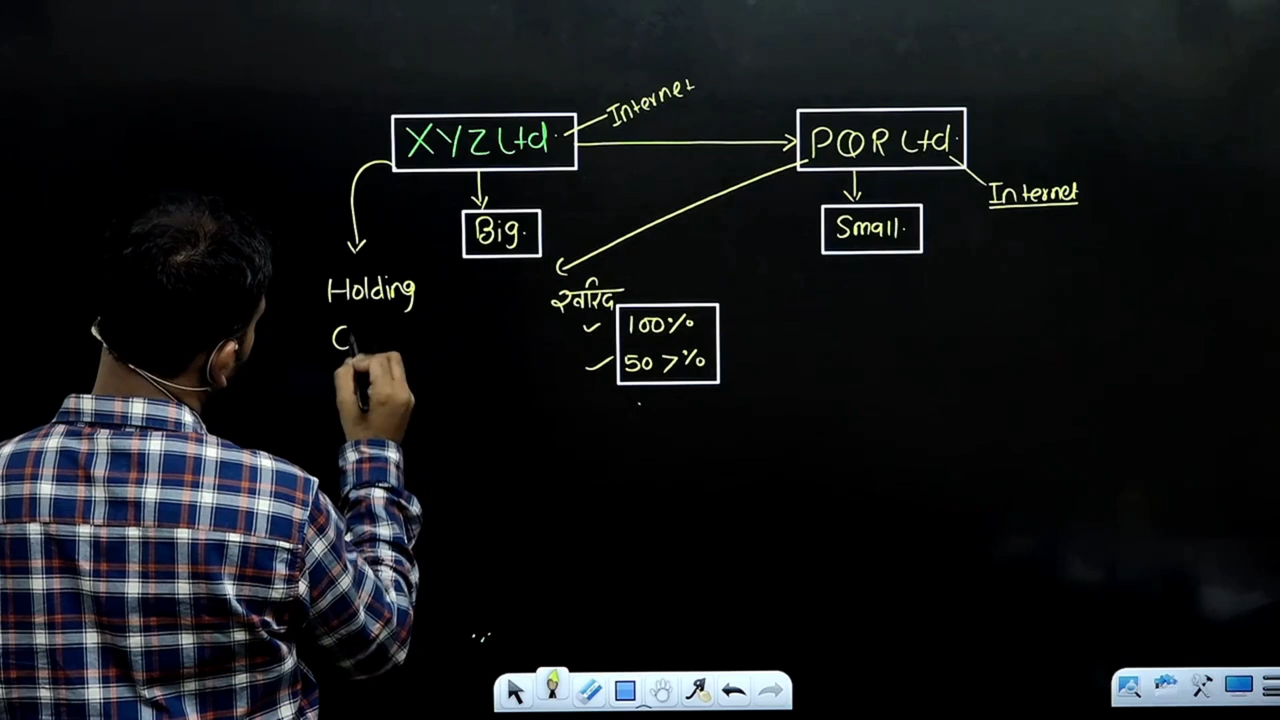 Internet
XYZ Ltd.
PQR Ltd.
Internet
Big.
Small.
Holding
C
खरीद
100%
50 > %